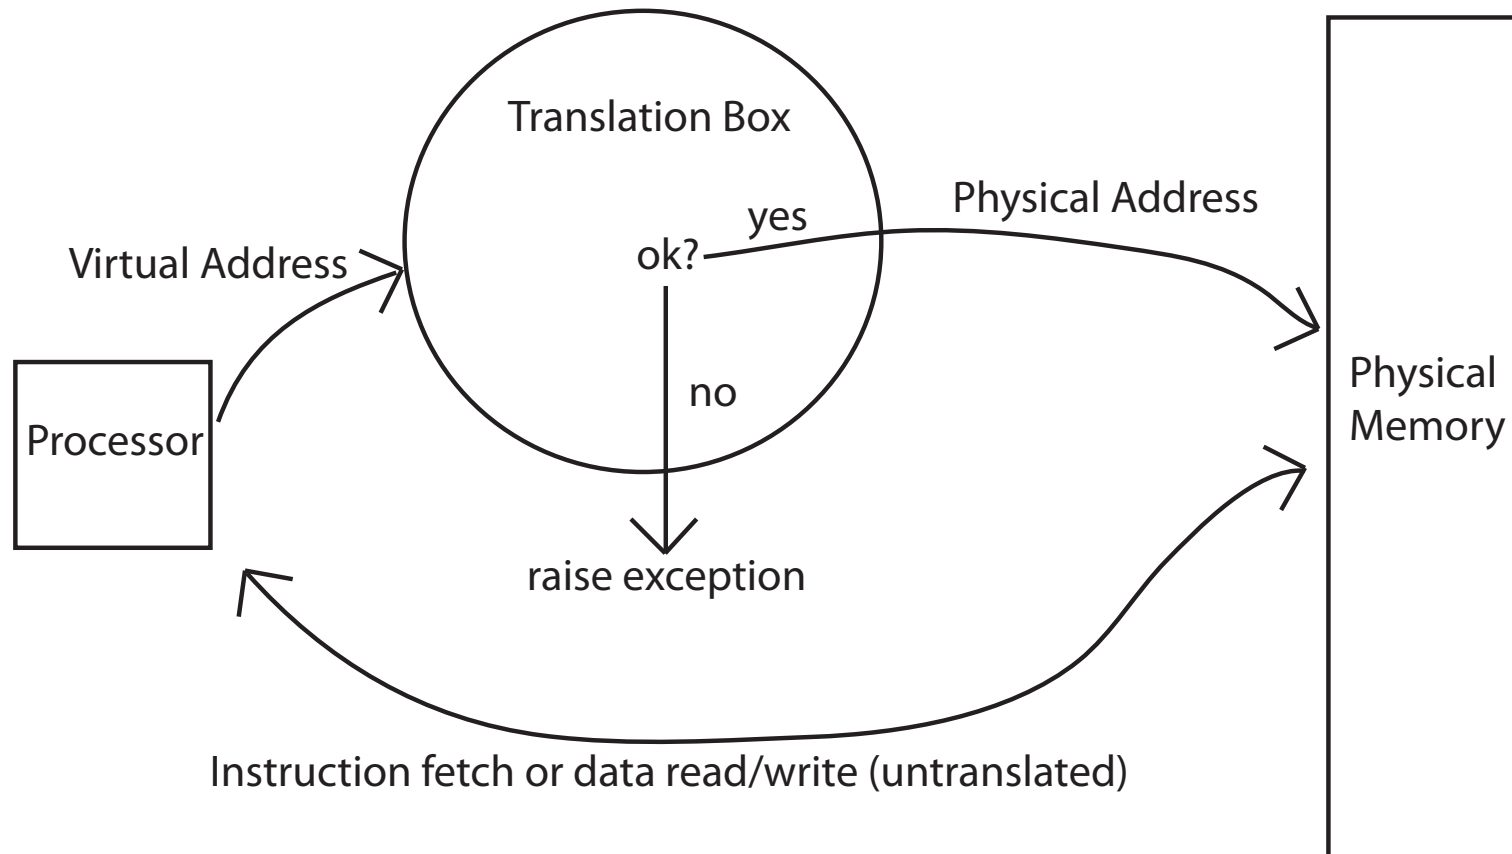 Translation Box
yes
Physical Address
ok?
Virtual Address
no
Processor
Physical
Memory
raise exception
Instruction fetch or data read/write (untranslated)